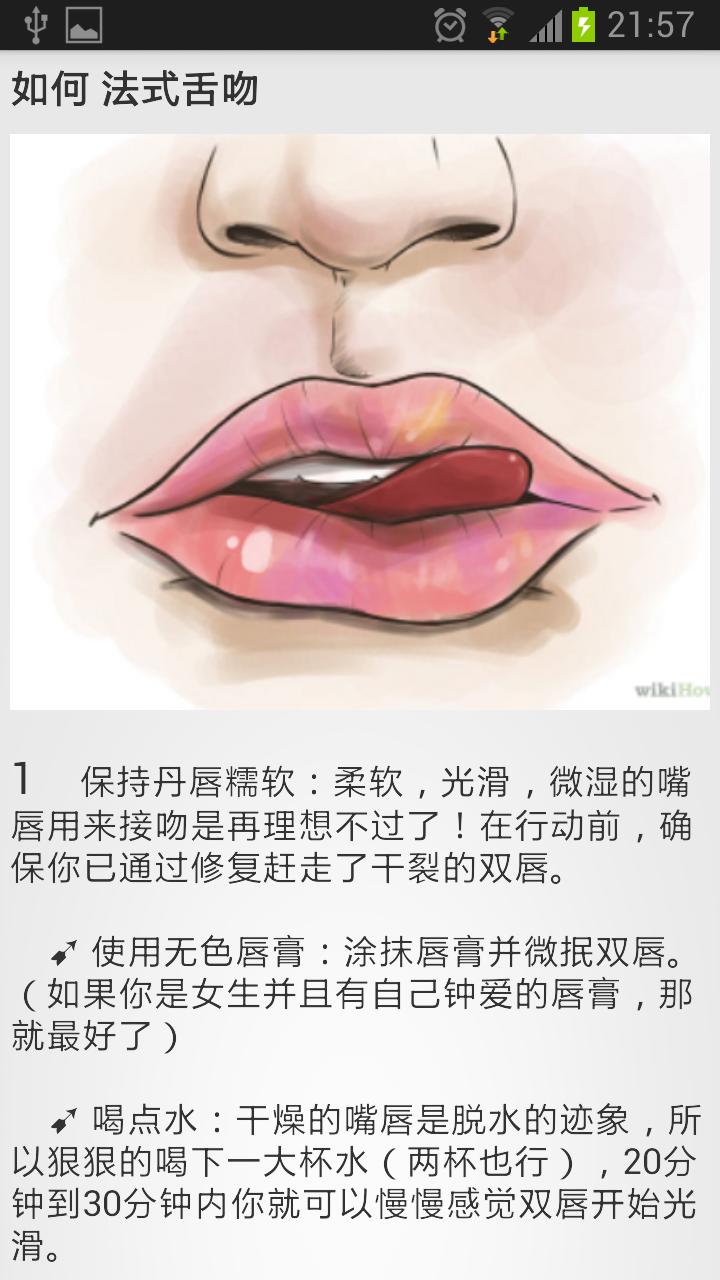 21:57
如何 法式舌吻
wikiHow
1 保持丹唇糯软：柔软，光滑，微湿的嘴
唇用来接吻是再理想不过了！在行动前，确
保你已通过修复赶走了干裂的双唇。
➹ 使用无色唇膏：涂抹唇膏并微抿双唇。
（如果你是女生并且有自己钟爱的唇膏，那
就最好了）
➹ 喝点水：干燥的嘴唇是脱水的迹象，所
以狠狠的喝下一大杯水（两杯也行），20分
钟到30分钟内你就可以慢慢感觉双唇开始光
滑。